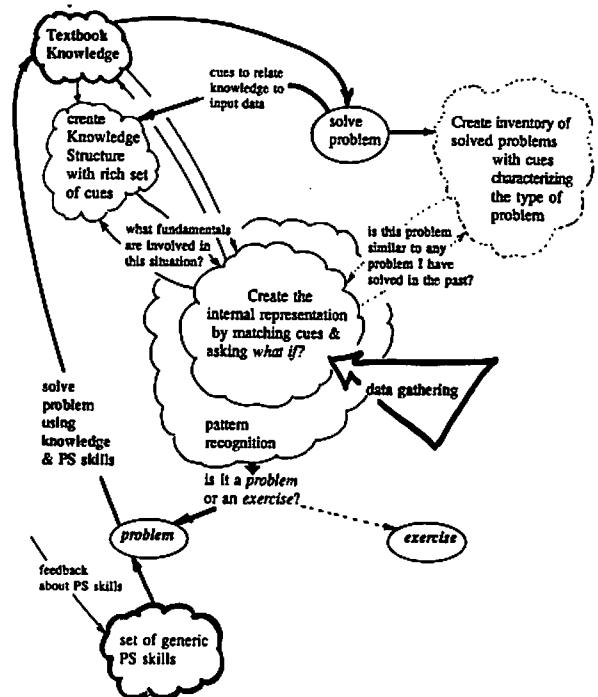 Textbook
Knowledge
cues to relate
knowledge to
input data
create
Knowledge
Structure
with rich set
of cues
solve
problem
Create inventory of
solved problems
with cues
characterizing
the type of
problem
what fundamentals
are involved in
this situation?
is this problem
similar to any
problem I have
solved in the past?
Create the
internal representation
by matching cues &
asking what if?
data gathering
solve
problem
using
knowledge
& PS skills
pattern
recognition
is it a problem
or an exercise?
problem
exercise
feedback
about PS skills
set of generic
PS skills